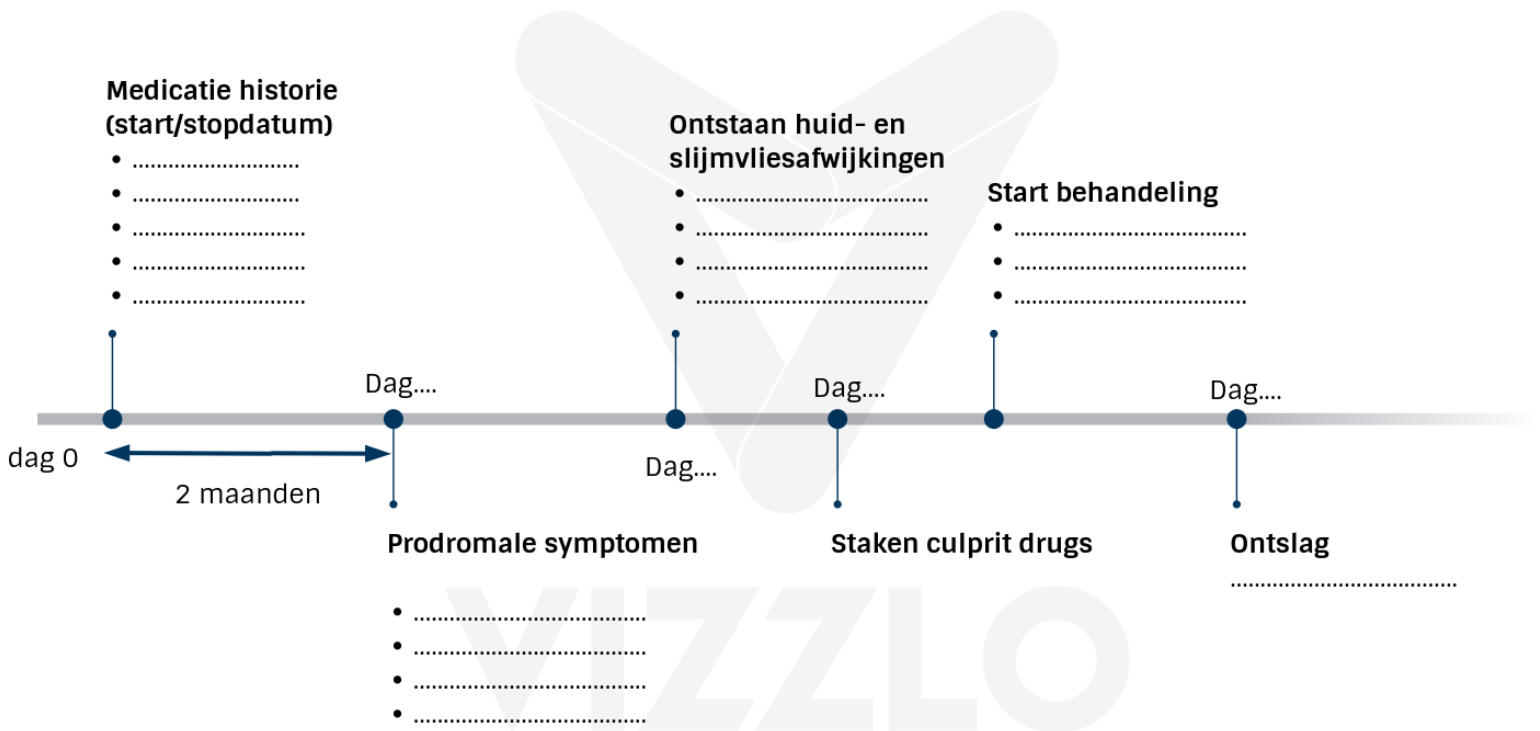 Medicatie historie
(start/stopdatum)
• ............................
• ............................
• .............................
• .............................
• .............................
Ontstaan huid- en
slijmvliesafwijkingen
• .......................................
• .......................................
• .......................................
• .......................................
Start behandeling
• .......................................
• .......................................
• .......................................
Dag....
Dag....
Dag....
dag 0
2 maanden
Dag....
Prodromale symptomen
• .......................................
• .......................................
• .......................................
• .......................................
Staken culprit drugs
Ontslag
......................................
VIZZLO